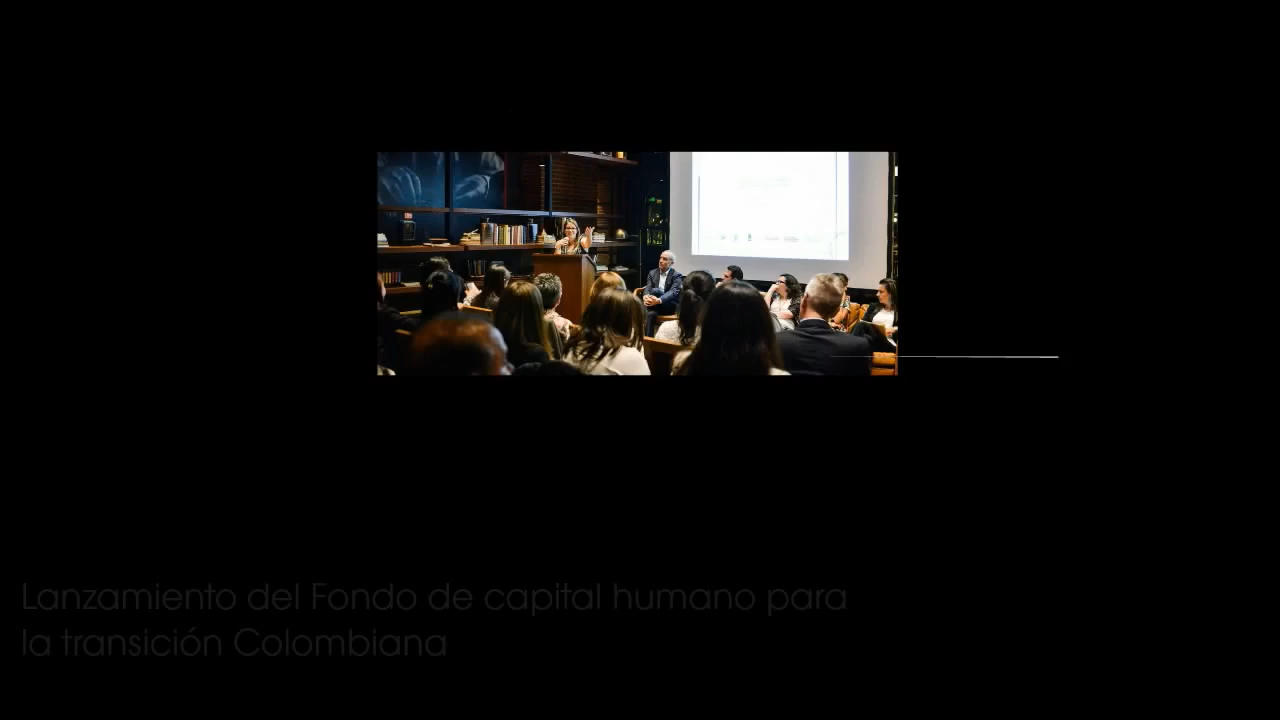 Lanzamiento del Fondo de capital humano para
la transición Colombiana